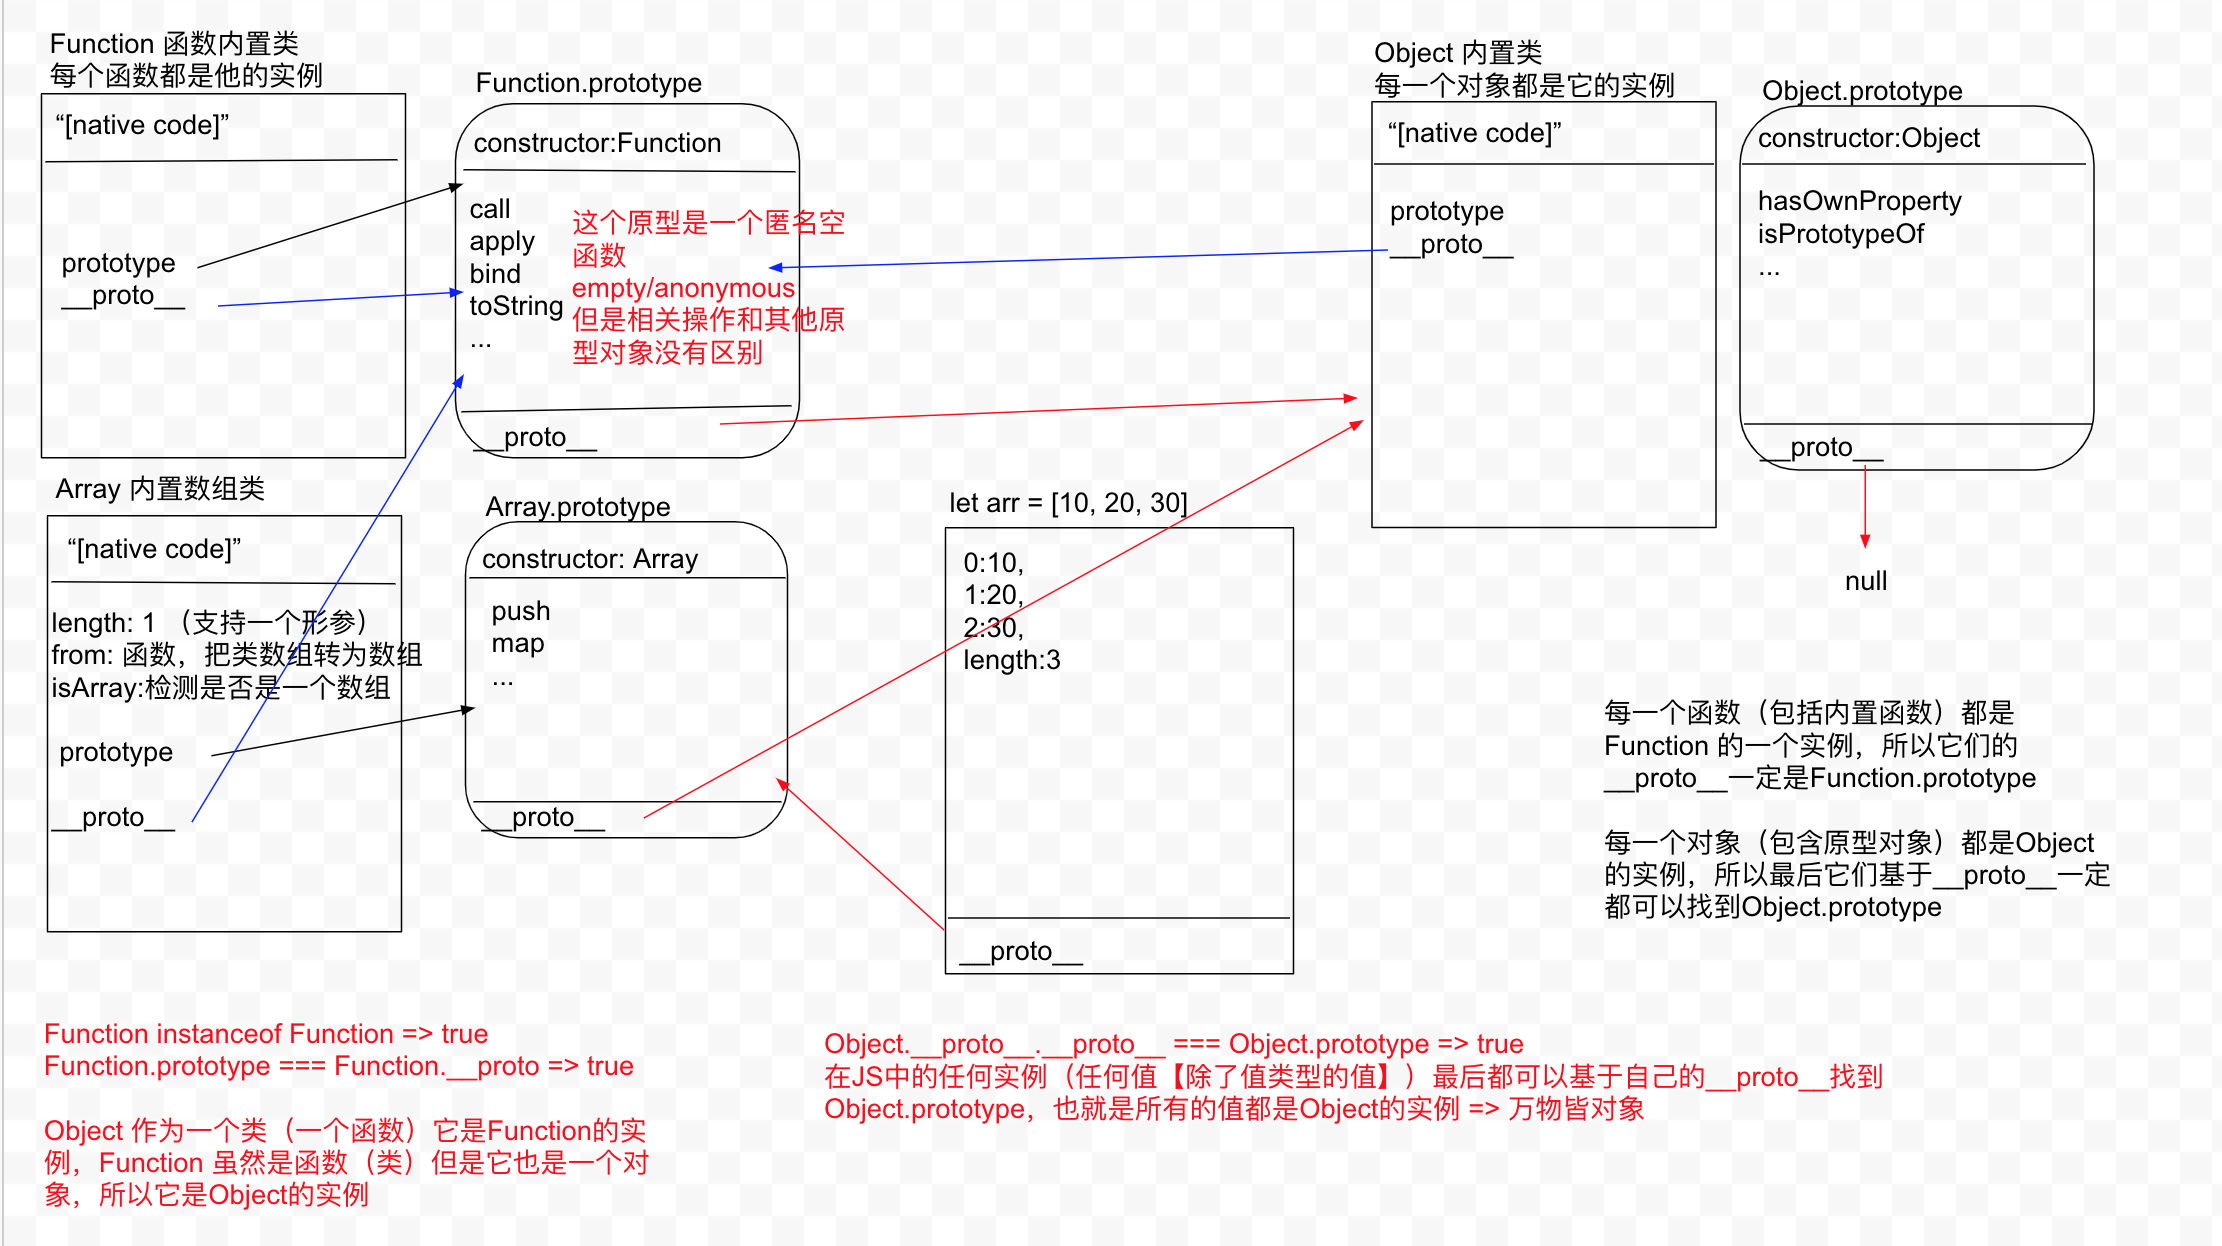 Function 函数内置类
每个函数都是他的实例
“[native code]”
prototype
__proto__
Function.prototype
constructor:Function
call
apply
bind
toString
...
这个原型是一个匿名空
函数
empty/anonymous
但是相关操作和其他原
型对象没有区别
__proto__
Object 内置类
每一个对象都是它的实例
“[native code]”
prototype
__proto__
Object.prototype
constructor:Object
hasOwnProperty
isPrototypeOf
...
__proto__
null
Array 内置数组类
“[native code]”
length: 1 （支持一个形参）
from: 函数，把类数组转为数组
isArray:检测是否是一个数组
prototype
__proto__
Array.prototype
constructor: Array
push
map
...
__proto__
let arr = [10, 20, 30]
0:10,
1:20,
2:30,
length:3
__proto__
每一个函数（包括内置函数）都是
Function 的一个实例，所以它们的
__proto__一定是Function.prototype
每一个对象（包含原型对象）都是Object
的实例，所以最后它们基于__proto__一定
都可以找到Object.prototype
Function instanceof Function => true
Function.prototype === Function.__proto => true
Object 作为一个类（一个函数）它是Function的实
例，Function 虽然是函数（类）但是它也是一个对
象，所以它是Object的实例
Object.__proto__.__proto__ === Object.prototype => true
在JS中的任何实例（任何值【除了值类型的值】）最后都可以基于自己的__proto__找到
Object.prototype，也就是所有的值都是Object的实例 => 万物皆对象